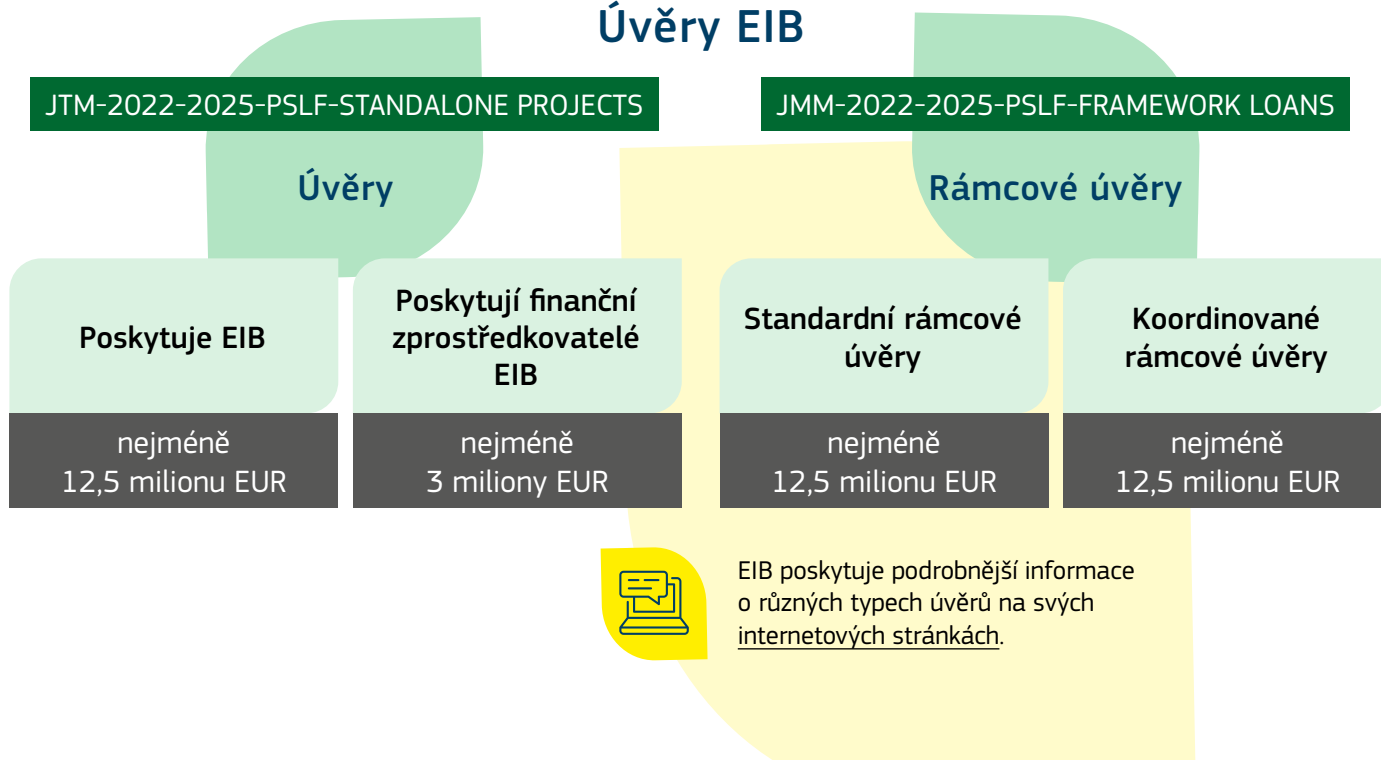 Úvěry EIB
JTM-2022-2025-PSLF-STANDALONE PROJECTS
Úvěry
Poskytuje EIB
nejméně
12,5 milionu EUR
Poskytují finanční
zprostředkovatelé
EIB
nejméně
3 miliony EUR
JMM-2022-2025-PSLF-FRAMEWORK LOANS
Rámcové úvěry
Standardní rámcové
úvěry
nejméně
12,5 milionu EUR
Koordinované
rámcové úvěry
nejméně
12,5 milionu EUR
EIB poskytuje podrobnější informace
o různých typech úvěrů na svých
internetových stránkách.